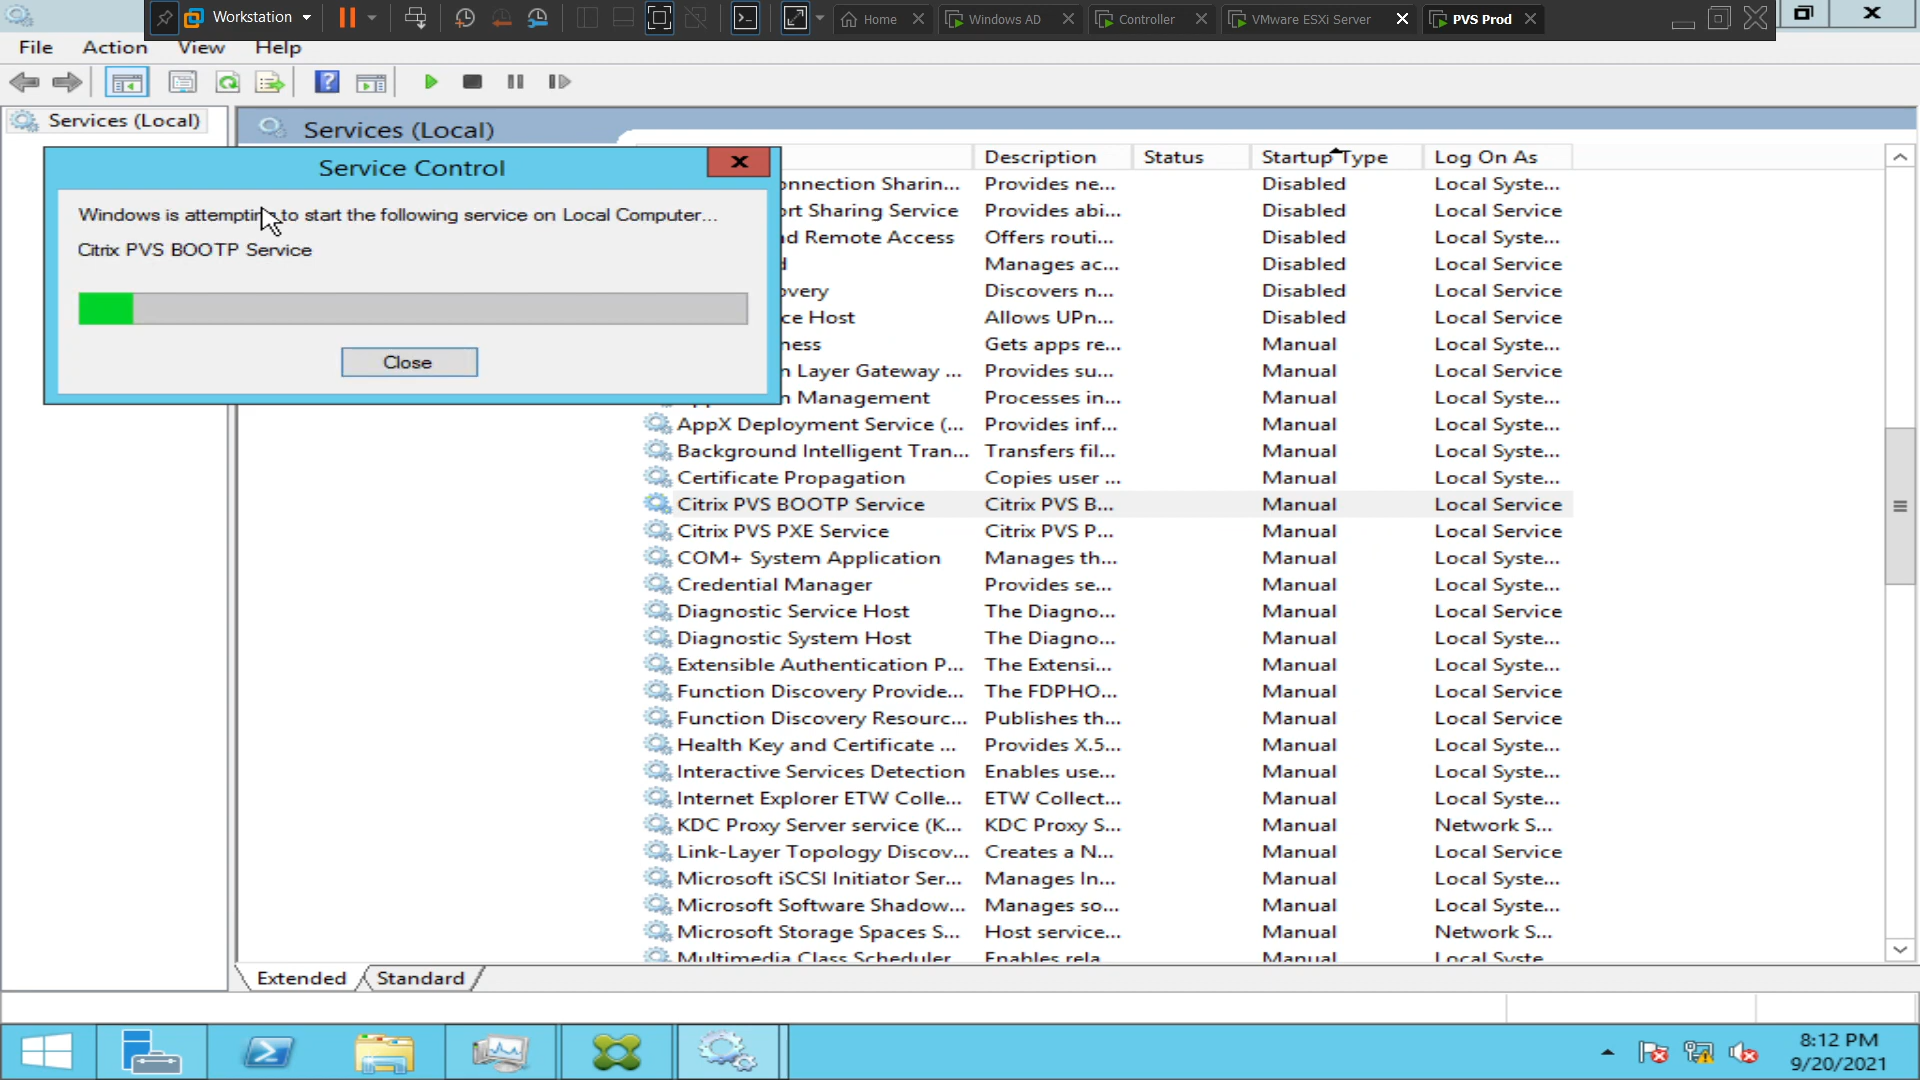 Workstation
Home
Windows AD
Controller
VMware ESXi Server
PVS Prod
File Action View Help
Services (Local)
Services (Local)
Service Control
Windows is attempting to start the following service on Local Computer...
Citrix PVS BOOTP Service
Close
Description Status Startup Type Log On As
onnection Sharin... Provides ne... Disabled Local Syste...
ort Sharing Service Provides abi... Disabled Local Service
d Remote Access Offers routi... Disabled Local Syste...
Manages ac... Disabled Local Service
overy Discovers n... Disabled Local Service
ce Host Allows UPn... Disabled Local Service
ness Gets apps re... Manual Local Syste...
n Layer Gateway ... Provides su... Manual Local Service
n Management Processes in... Manual Local Syste...
AppX Deployment Service (... Provides inf... Manual Local Syste...
Background Intelligent Tran... Transfers fil... Manual Local Syste...
Certificate Propagation Copies user ... Manual Local Syste...
Citrix PVS BOOTP Service Citrix PVS B... Manual Local Service
Citrix PVS PXE Service Citrix PVS P... Manual Local Service
COM+ System Application Manages th... Manual Local Syste...
Credential Manager Provides se... Manual Local Syste...
Diagnostic Service Host The Diagno... Manual Local Service
Diagnostic System Host The Diagno... Manual Local Syste...
Extensible Authentication P... The Extensi... Manual Local Syste...
Function Discovery Provide... The FDPHO... Manual Local Service
Function Discovery Resourc... Publishes th... Manual Local Service
Health Key and Certificate ... Provides X.5... Manual Local Syste...
Interactive Services Detection Enables use... Manual Local Syste...
Internet Explorer ETW Colle... ETW Collect... Manual Local Syste...
KDC Proxy Server service (K... KDC Proxy S... Manual Network S...
Link-Layer Topology Discov... Creates a N... Manual Local Service
Microsoft iSCSI Initiator Ser... Manages In... Manual Local Syste...
Microsoft Software Shadow... Manages so... Manual Local Syste...
Microsoft Storage Spaces S... Host service... Manual Network S...
Multimedia Class Scheduler Enables rela Manual Local Syste
Extended Standard
8:12 PM
9/20/2021